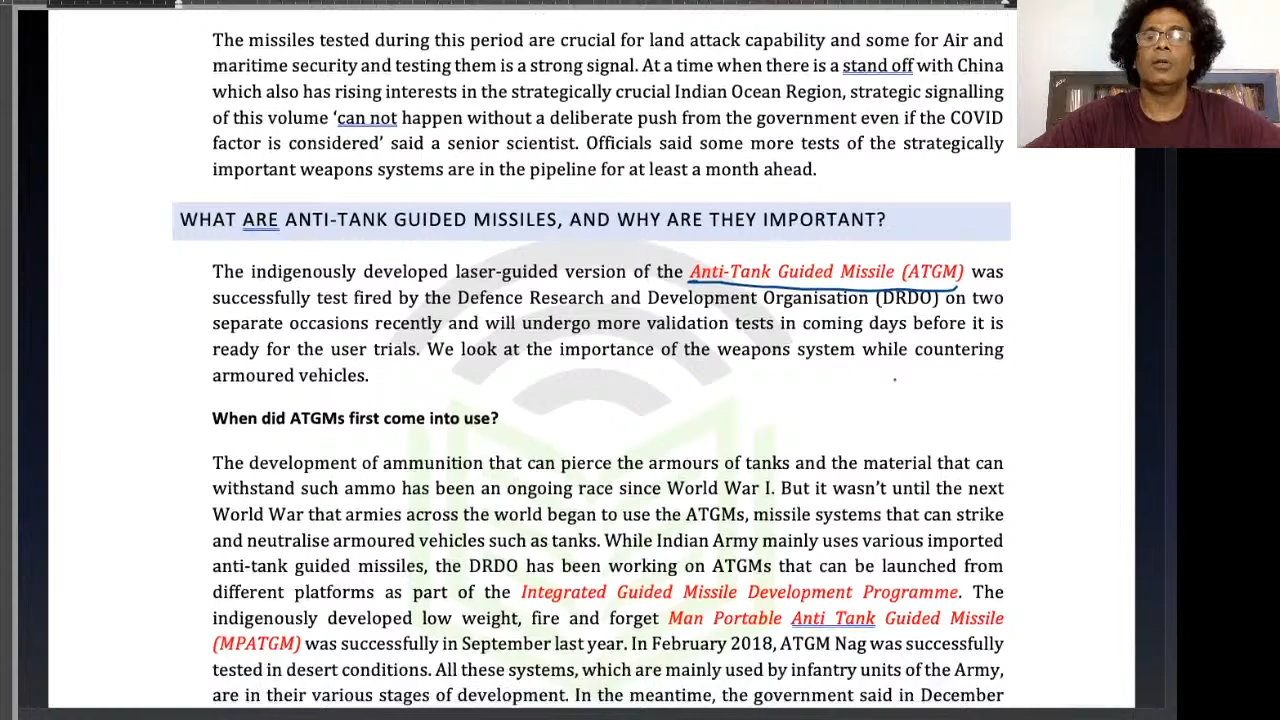 The missiles tested during this period are crucial for land attack capability and some for Air and
maritime security and testing them is a strong signal. At a time when there is a stand off with China
which also has rising interests in the strategically crucial Indian Ocean Region, strategic signalling
of this volume ‘can not happen without a deliberate push from the government even if the COVID
factor is considered’ said a senior scientist. Officials said some more tests of the strategically
important weapons systems are in the pipeline for at least a month ahead.
WHAT ARE ANTI-TANK GUIDED MISSILES, AND WHY ARE THEY IMPORTANT?
The indigenously developed laser-guided version of the Anti-Tank Guided Missile (ATGM) was
successfully test fired by the Defence Research and Development Organisation (DRDO) on two
separate occasions recently and will undergo more validation tests in coming days before it is
ready for the user trials. We look at the importance of the weapons system while countering
armoured vehicles.
When did ATGMs first come into use?
The development of ammunition that can pierce the armours of tanks and the material that can
withstand such ammo has been an ongoing race since World War I. But it wasn’t until the next
World War that armies across the world began to use the ATGMs, missile systems that can strike
and neutralise armoured vehicles such as tanks. While Indian Army mainly uses various imported
anti-tank guided missiles, the DRDO has been working on ATGMs that can be launched from
different platforms as part of the Integrated Guided Missile Development Programme. The
indigenously developed low weight, fire and forget Man Portable Anti Tank Guided Missile
(MPATGM) was successfully in September last year. In February 2018, ATGM Nag was successfully
tested in desert conditions. All these systems, which are mainly used by infantry units of the Army,
are in their various stages of development. In the meantime, the government said in December